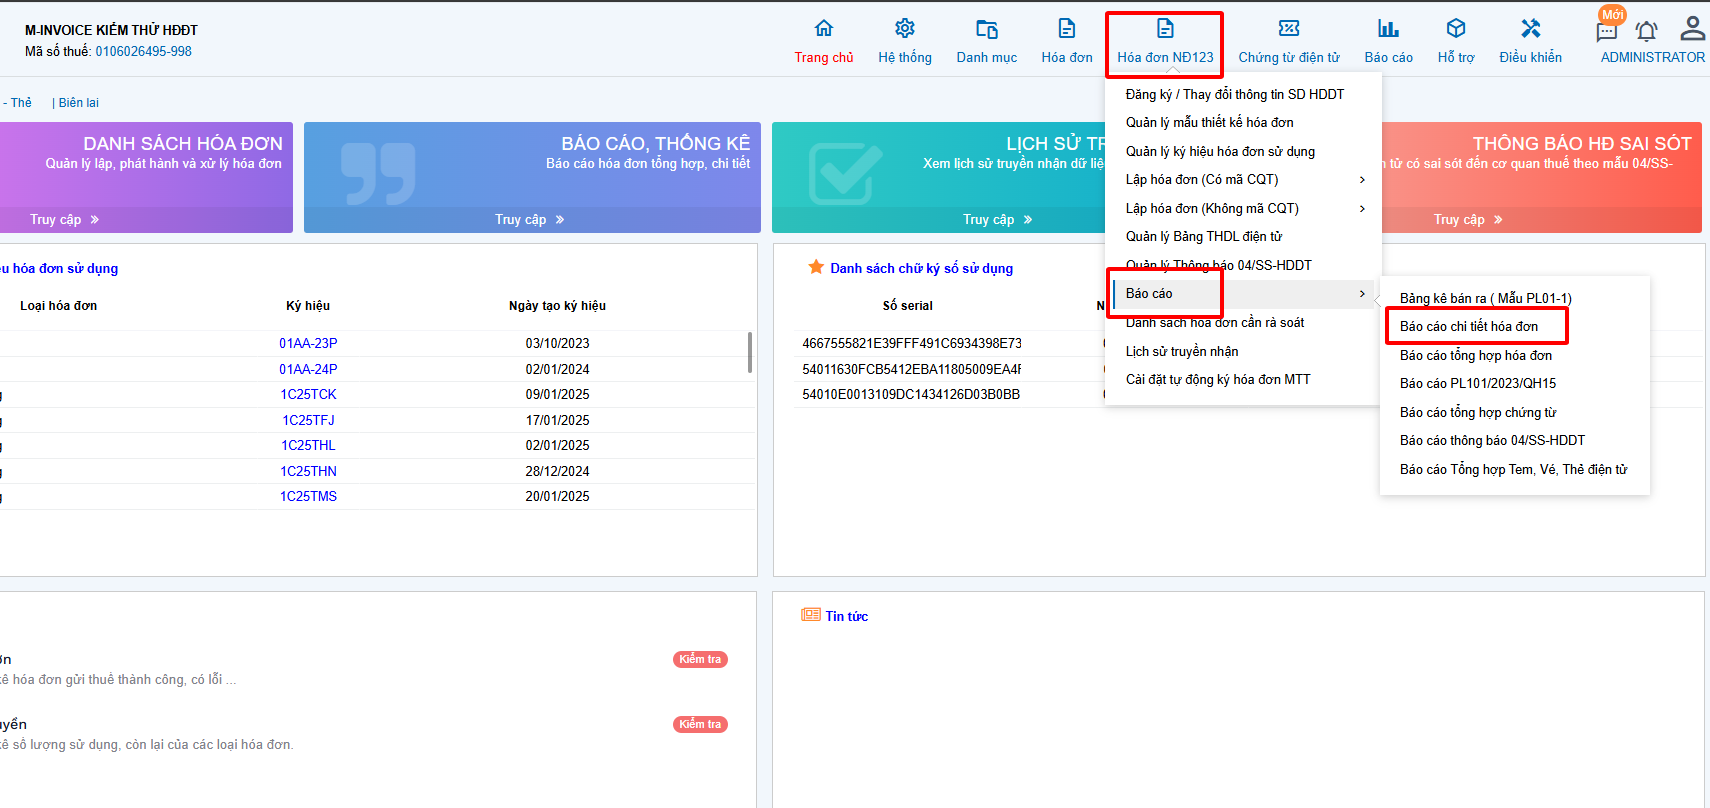 M-INVOICE KIỂM THỬ HĐĐT
Mã số thuế: 0106026495-998
Trang chủ
Hệ thống
Danh mục
Hóa đơn
Hóa đơn NĐ123
Chứng từ điện tử
Báo cáo
Hỗ trợ
Điều khiển
Mới
ADMINISTRATOR
- Thẻ | Biên lai
DANH SÁCH HÓA ĐƠN
Quản lý lập, phát hành và xử lý hóa đơn
Truy cập »
BÁO CÁO, THỐNG KÊ
Báo cáo hóa đơn tổng hợp, chi tiết
Truy cập »
LỊCH SỬ TR
Xem lịch sử truyền nhận dữ liệ
Truy cập »
THÔNG BÁO HĐ SAI SÓT
n tử có sai sót đến cơ quan thuế theo mẫu 04/SS-
Truy cập »
Đăng ký / Thay đổi thông tin SD HDDT
Quản lý mẫu thiết kế hóa đơn
Quản lý ký hiệu hóa đơn sử dụng
Lập hóa đơn (Có mã CQT) >
Lập hóa đơn (Không mã CQT) >
Quản lý Bảng THDL điện tử
Quản lý Thông báo 04/SS-HDDT
Báo cáo >
Danh sách hóa đơn cần rà soát
Lịch sử truyền nhận
Cài đặt tự động ký hóa đơn MTT
Bảng kê bán ra ( Mẫu PL01-1)
Báo cáo chi tiết hóa đơn
Báo cáo tổng hợp hóa đơn
Báo cáo PL101/2023/QH15
Báo cáo tổng hợp chứng từ
Báo cáo thông báo 04/SS-HDDT
Báo cáo Tổng hợp Tem, Vé, Thẻ điện tử
ệu hóa đơn sử dụng
Loại hóa đơn Ký hiệu Ngày tạo ký hiệu
01AA-23P 03/10/2023
01AA-24P 02/01/2024
g 1C25TCK 09/01/2025
g 1C25TFJ 17/01/2025
g 1C25THL 02/01/2025
g 1C25THN 28/12/2024
g 1C25TMS 20/01/2025
Danh sách chữ ký số sử dụng
Số serial N
4667555821E39FFF491C6934398E73
54011630FCB5412EBA11805009EA4F
54010E0013109DC1434126D03B0BB
ơn
Kiểm tra
kê hóa đơn gửi thuế thành công, có lỗi ...
uyền
Kiểm tra
kê số lượng sử dụng, còn lại của các loại hóa đơn.
Tin tức